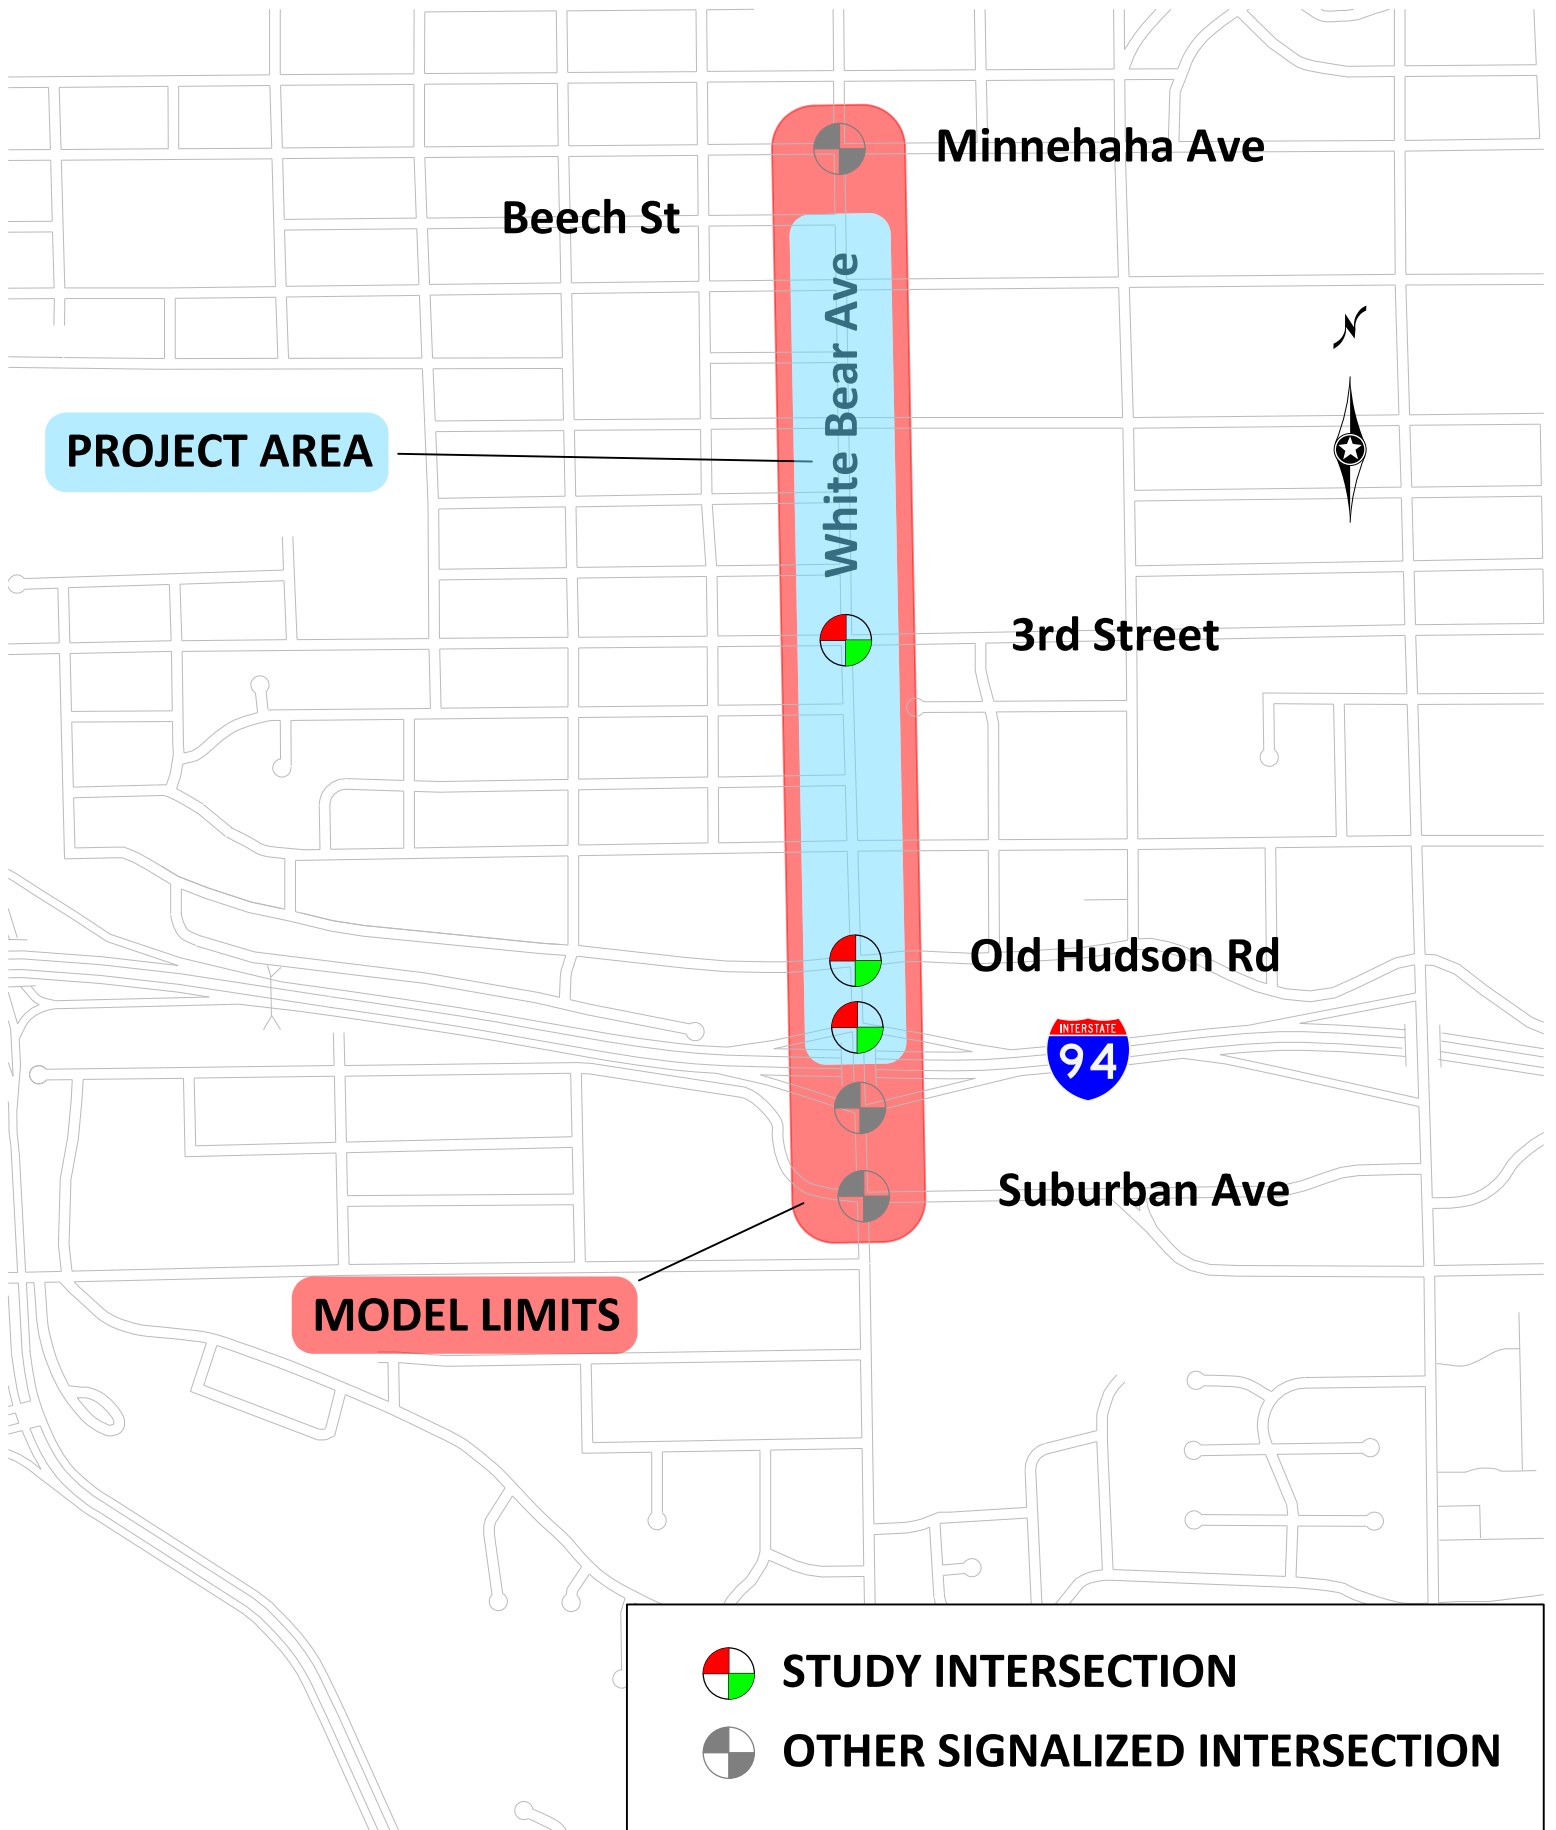 Minnehaha Ave
Beech St
White Bear Ave
PROJECT AREA
3rd Street
Old Hudson Rd
INTERSTATE
94
Suburban Ave
MODEL LIMITS
STUDY INTERSECTION
OTHER SIGNALIZED INTERSECTION
N